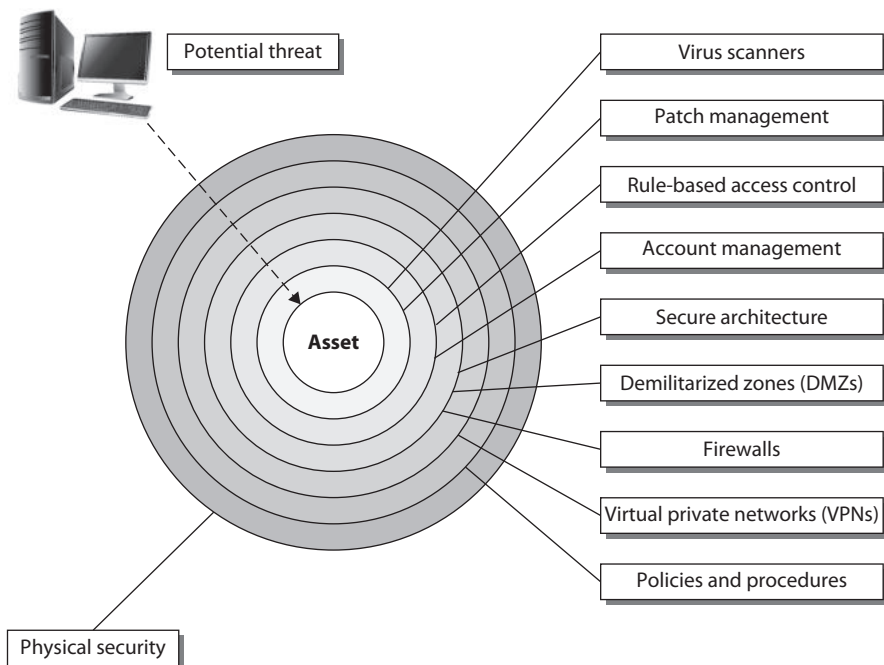 Potential threat
Virus scanners
Patch management
Rule-based access control
Account management
Asset
Secure architecture
Demilitarized zones (DMZs)
Firewalls
Virtual private networks (VPNs)
Policies and procedures
Physical security